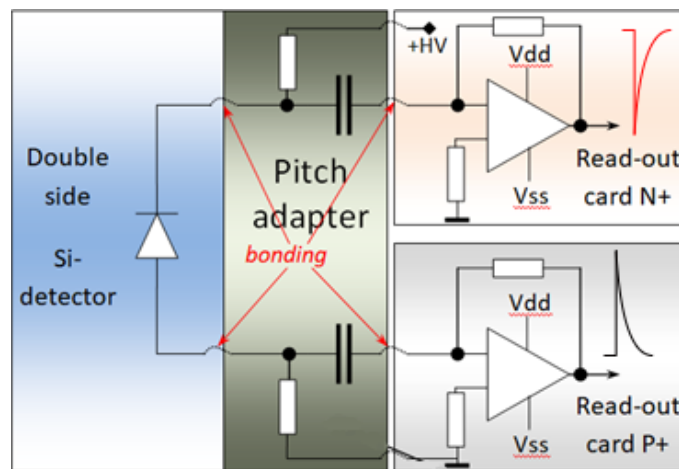 Double
side
Si-
detector
Pitch
adapter
bonding
+HV
Vdd
Vss
Read-out
card N+
Vdd
Vss
Read-out
card P+